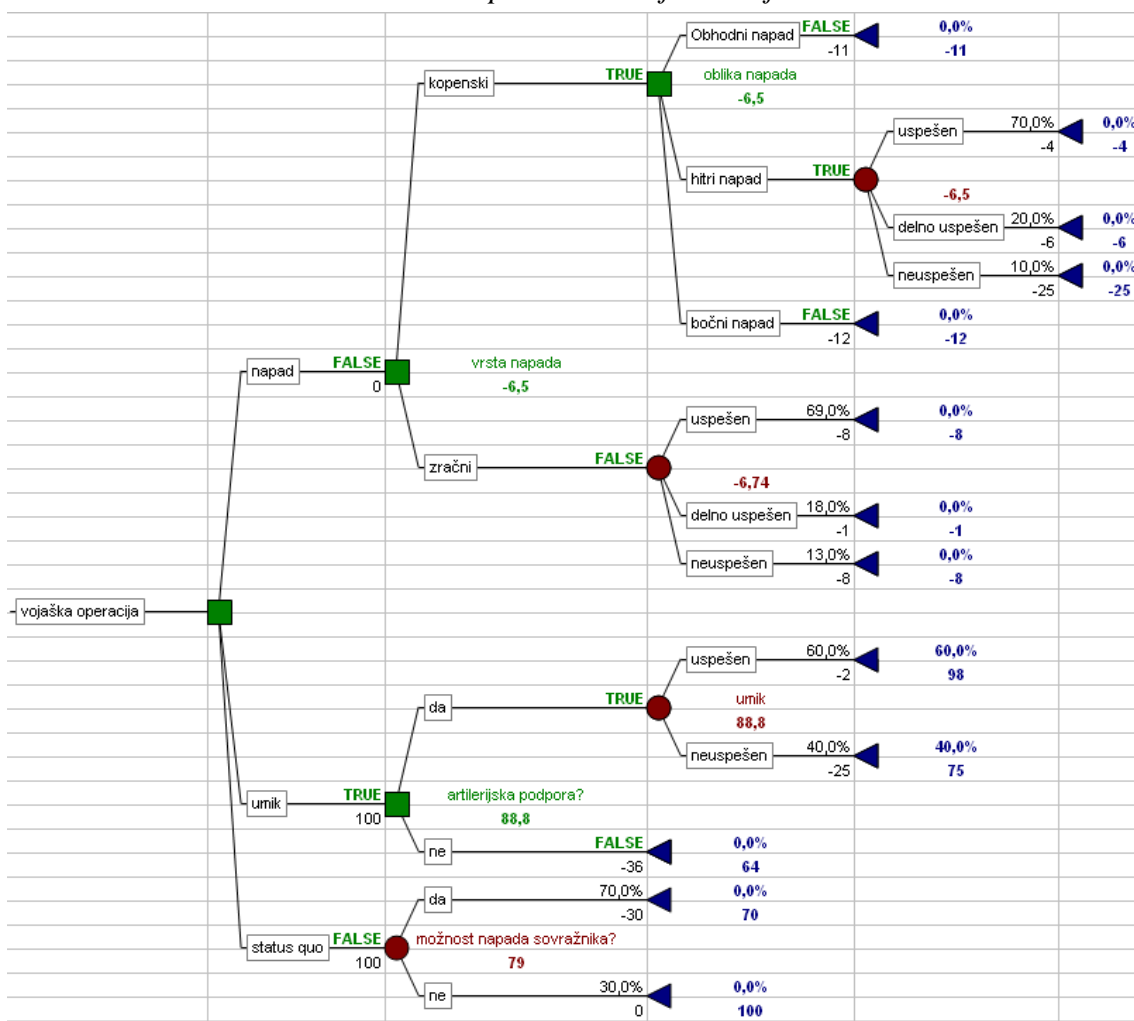 Obhodni napad FALSE 0,0%
-11 -11
kopenski TRUE oblika napada
-6,5
uspešen 70,0% 0,0%
-4 -4
hitri napad TRUE
-6,5
delno uspešen 20,0% 0,0%
-6 -6
neuspešen 10,0% 0,0%
-25 -25
bočni napad FALSE 0,0%
-12 -12
napad FALSE vrsta napada
0 -6,5
uspešen 69,0% 0,0%
-8 -8
zračni FALSE
-6,74
delno uspešen 18,0% 0,0%
-1 -1
neuspešen 13,0% 0,0%
-8 -8
vojaška operacija
uspešen 60,0% 60,0%
-2 98
da TRUE umik
88,8
neuspešen 40,0% 40,0%
-25 75
umik TRUE artilerijska podpora?
100 88,8
ne FALSE 0,0%
-36 64
da 70,0% 0,0%
-30 70
status quo FALSE možnost napada sovražnika?
100 79
ne 30,0% 0,0%
0 100